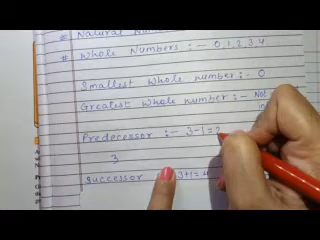 * Natural Num
* Whole Numbers :- 0,1,2,3,4
Smallest whole number :- 0
Greatest whole number :- Not
Predecessor :- 3-1=2
3
Successor 3+1=4